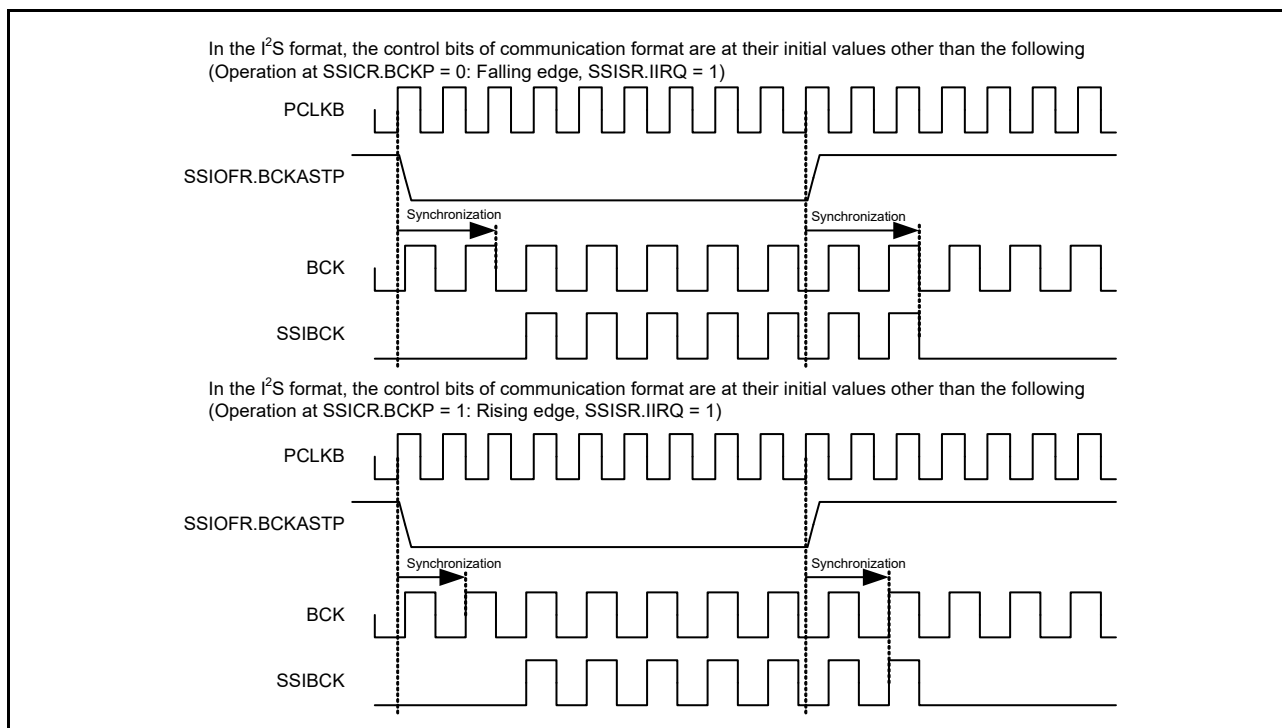 In the I²S format, the control bits of communication format are at their initial values other than the following
(Operation at SSICR.BCKP = 0: Falling edge, SSISR.IIRQ = 1)
PCLKB
SSIOFR.BCKASTP
Synchronization Synchronization
BCK
SSIBCK
In the I²S format, the control bits of communication format are at their initial values other than the following
(Operation at SSICR.BCKP = 1: Rising edge, SSISR.IIRQ = 1)
PCLKB
SSIOFR.BCKASTP
Synchronization Synchronization
BCK
SSIBCK